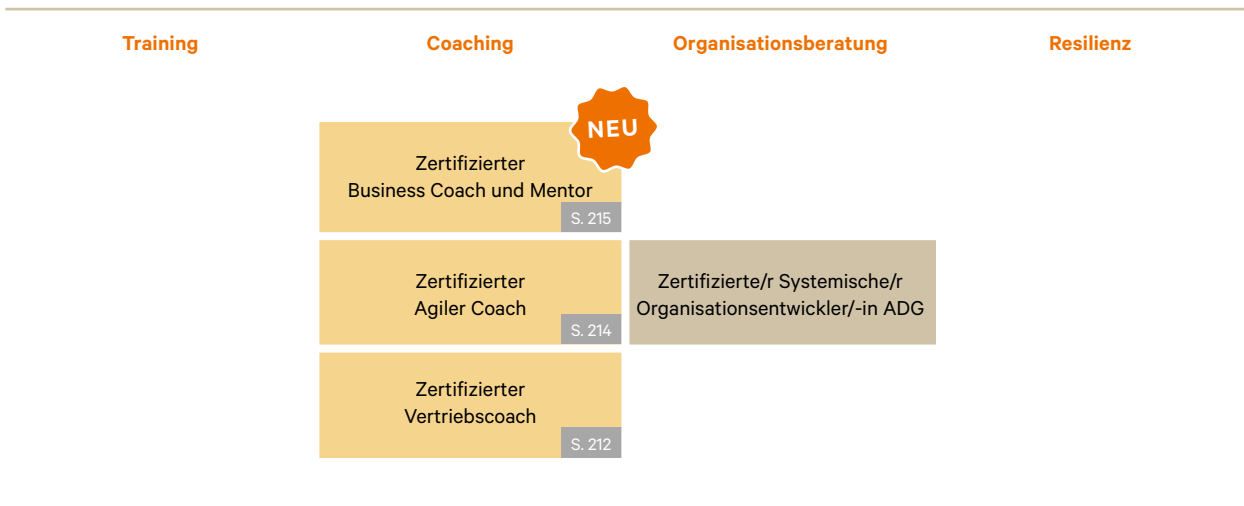 Training
Coaching
Organisationsberatung
Resilienz
NEU
Zertifizierter
Business Coach und Mentor
S. 215
Zertifizierter
Agiler Coach
S. 214
Zertifizierte/r Systemische/r
Organisationsentwickler/-in ADG
Zertifizierter
Vertriebscoach
S. 212